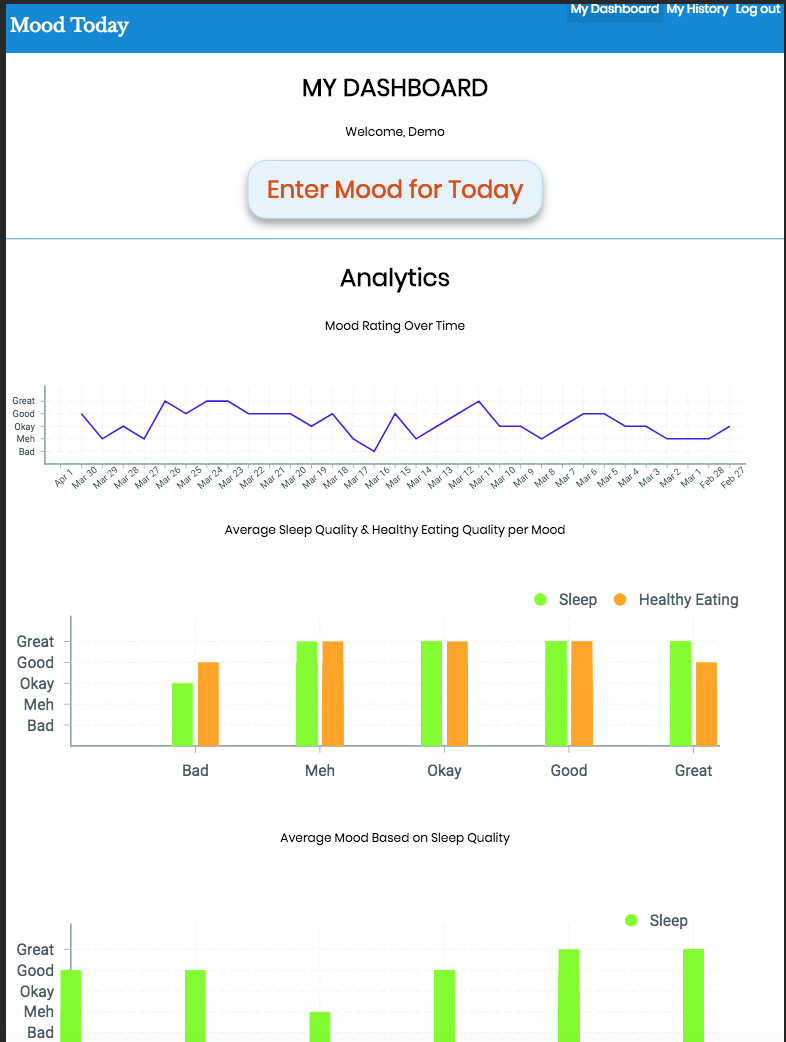 Mood Today
My Dashboard My History Log out
MY DASHBOARD
Welcome, Demo
Enter Mood for Today
Analytics
Mood Rating Over Time
Great
Good
Okay
Meh
Bad
Apr 1 Mar 30 Mar 29 Mar 28 Mar 27 Mar 26 Mar 25 Mar 24 Mar 23 Mar 22 Mar 21 Mar 20 Mar 19 Mar 18 Mar 17 Mar 16 Mar 15 Mar 14 Mar 13 Mar 12 Mar 11 Mar 10 Mar 9 Mar 8 Mar 7 Mar 6 Mar 5 Mar 4 Mar 3 Mar 2 Mar 1 Feb 28 Feb 27
Average Sleep Quality & Healthy Eating Quality per Mood
Sleep Healthy Eating
Great
Good
Okay
Meh
Bad
Bad Meh Okay Good Great
Average Mood Based on Sleep Quality
Sleep
Great
Good
Okay
Meh
Bad